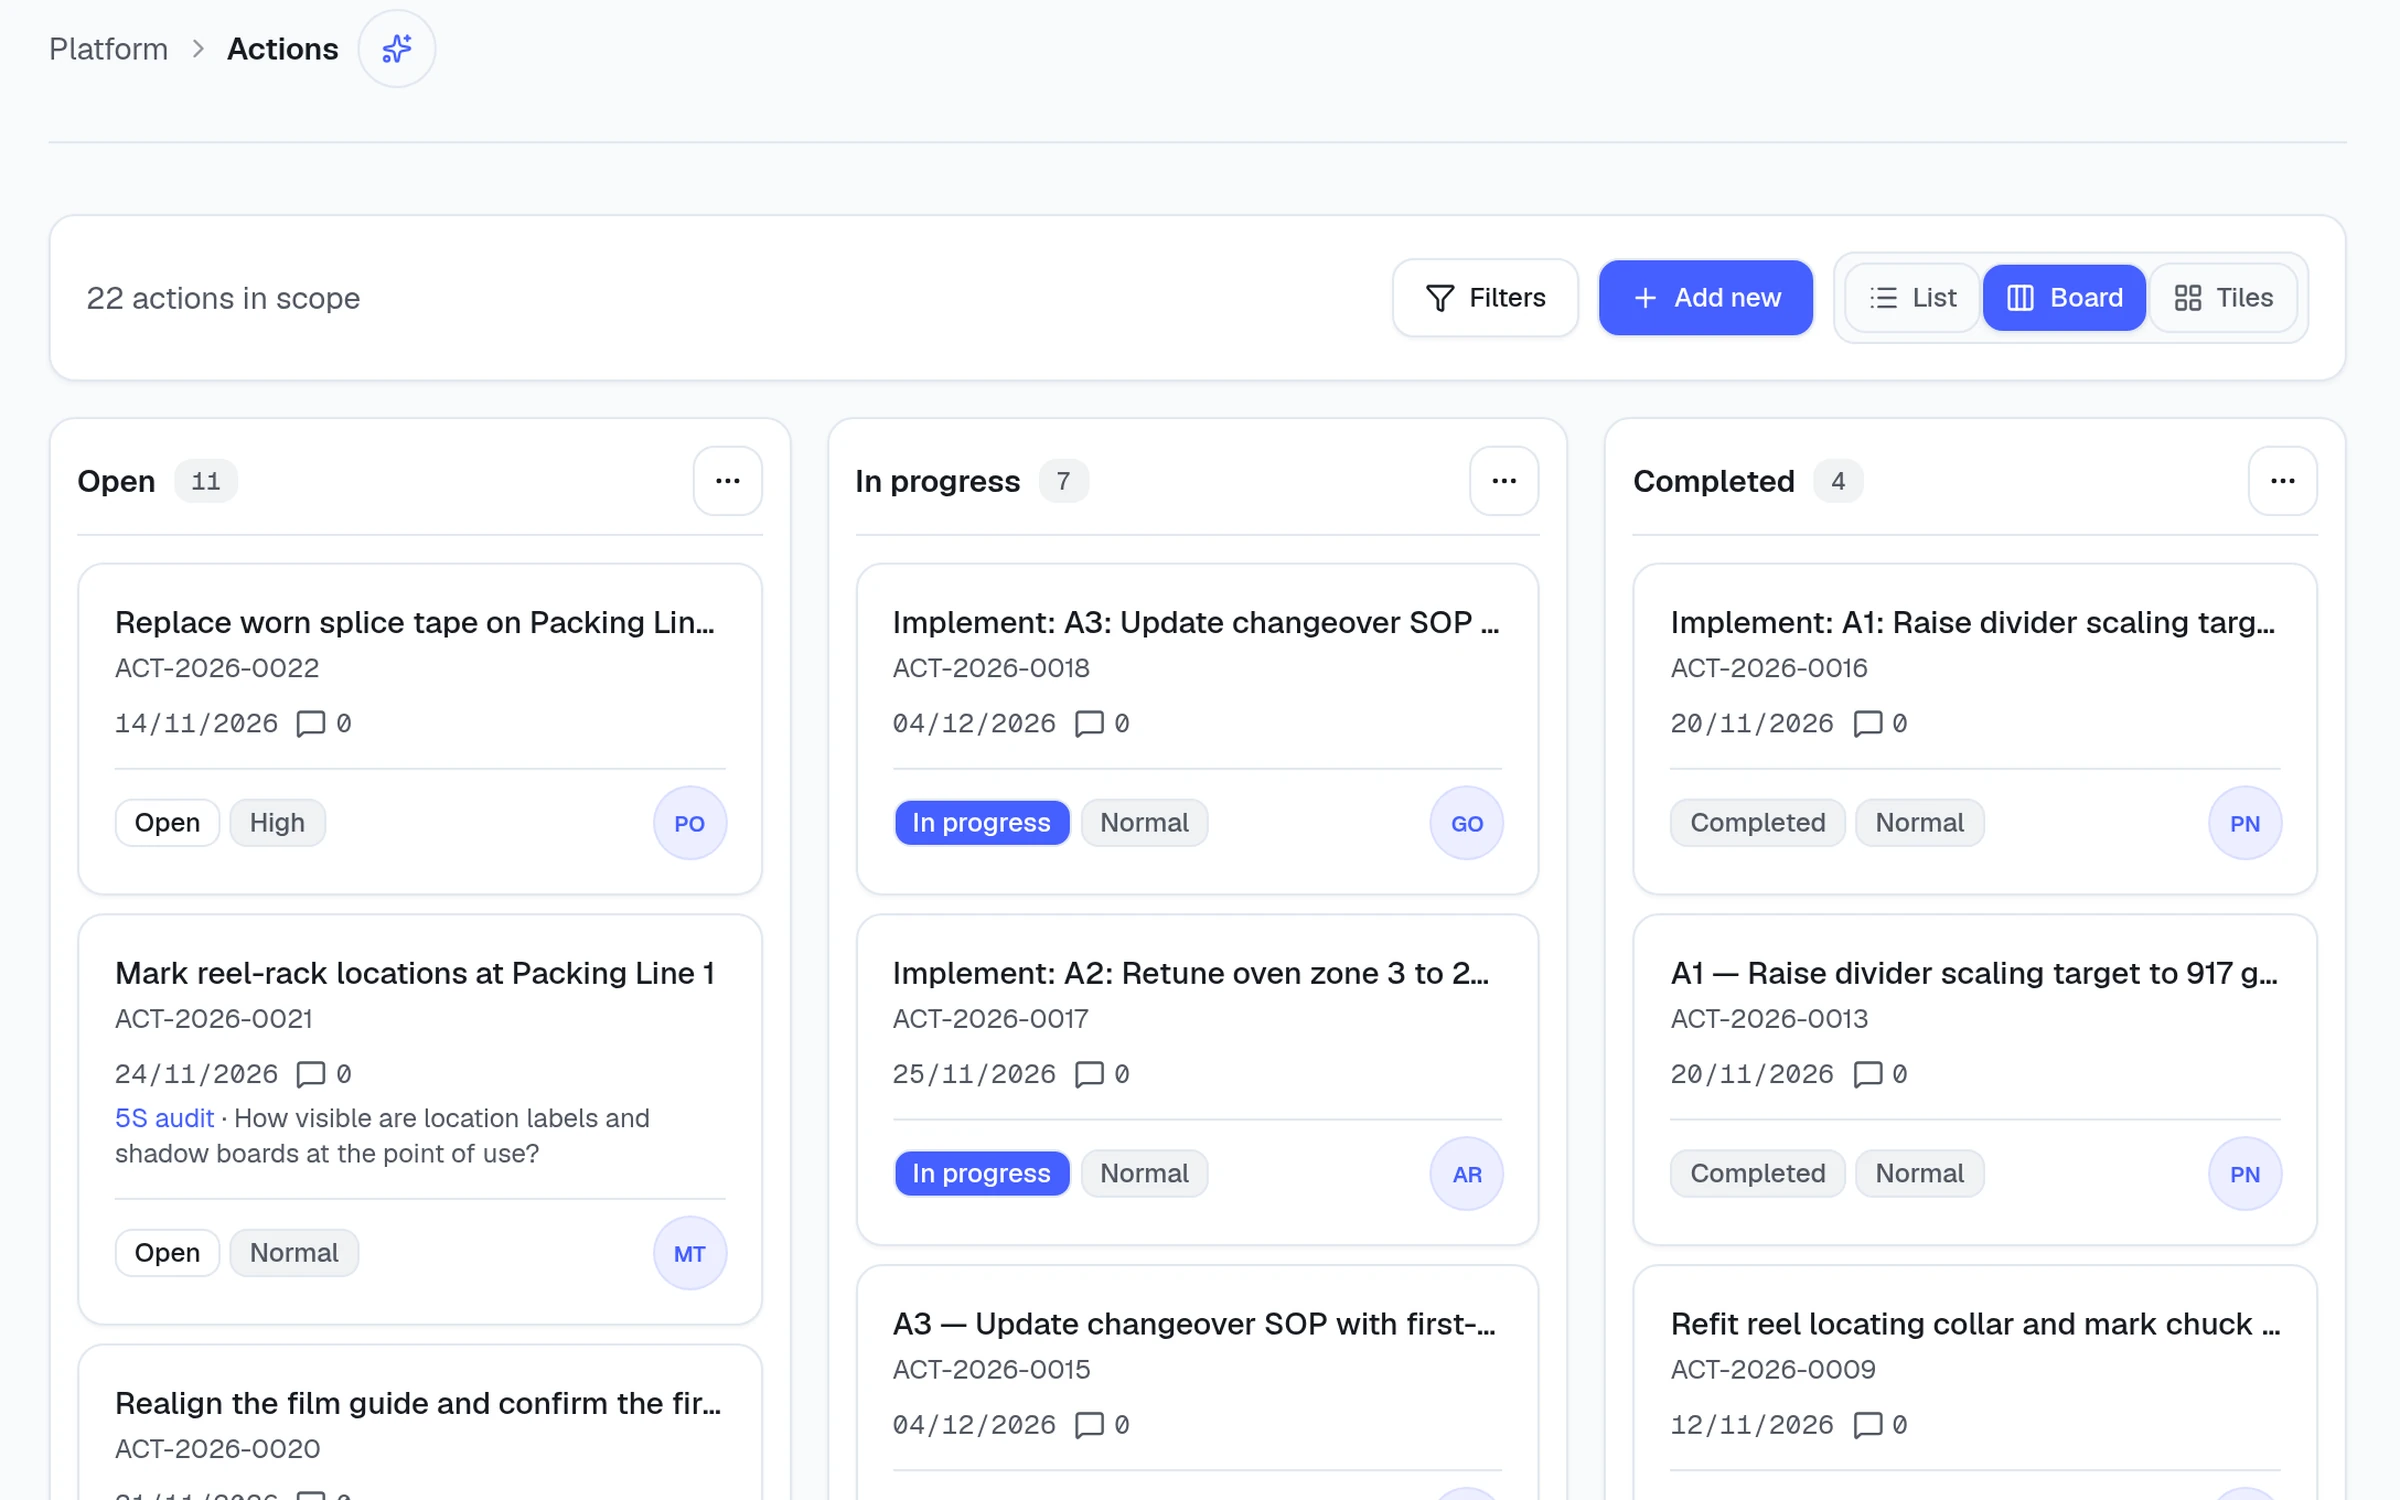 Platform > Actions
22 actions in scope
Filters
+ Add new
List
Board
Tiles
Open 11
...
Replace worn splice tape on Packing Lin...
ACT-2026-0022
14/11/2026 0
Open High
PO
Mark reel-rack locations at Packing Line 1
ACT-2026-0021
24/11/2026 0
5S audit · How visible are location labels and
shadow boards at the point of use?
Open Normal
MT
Realign the film guide and confirm the fir...
ACT-2026-0020
In progress 7
...
Implement: A3: Update changeover SOP ...
ACT-2026-0018
04/12/2026 0
In progress Normal
GO
Implement: A2: Retune oven zone 3 to 2...
ACT-2026-0017
25/11/2026 0
In progress Normal
AR
A3 — Update changeover SOP with first-...
ACT-2026-0015
04/12/2026 0
Completed 4
...
Implement: A1: Raise divider scaling targ...
ACT-2026-0016
20/11/2026 0
Completed Normal
PN
A1 — Raise divider scaling target to 917 g...
ACT-2026-0013
20/11/2026 0
Completed Normal
PN
Refit reel locating collar and mark chuck ...
ACT-2026-0009
12/11/2026 0